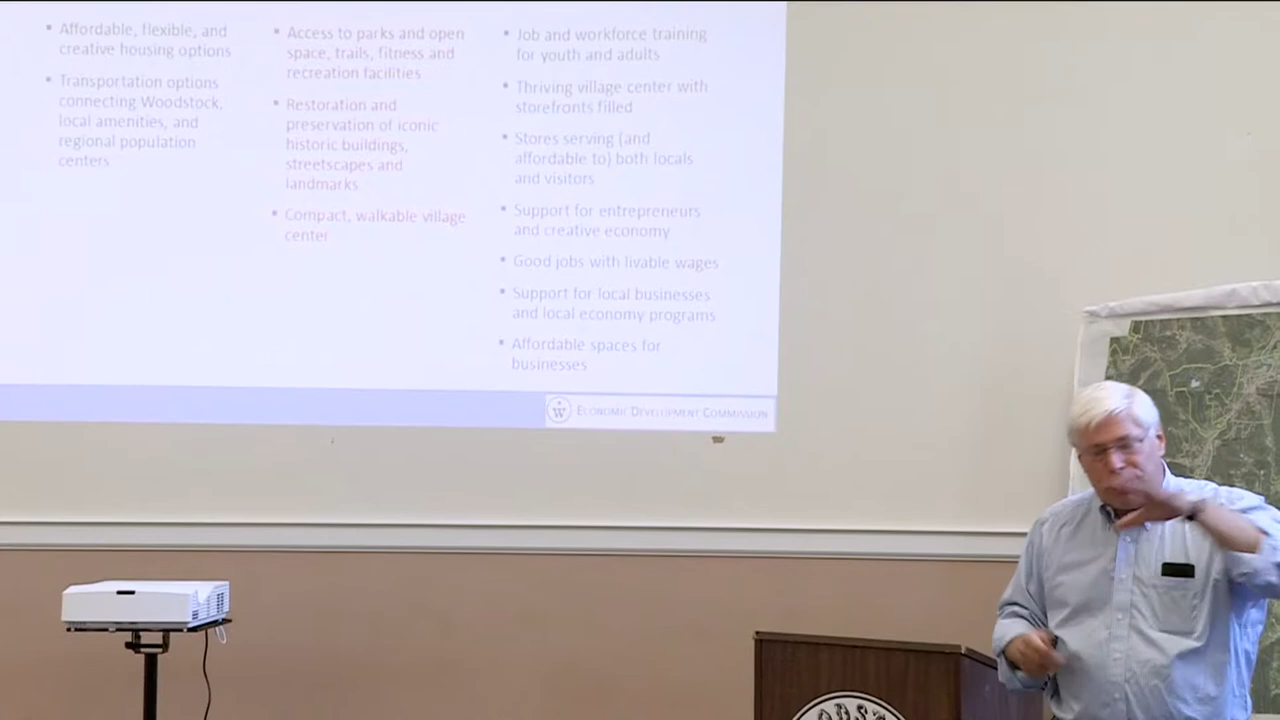 ▪ Affordable, flexible, and
creative housing options
▪ Transportation options
connecting Woodstock,
local amenities, and
regional population
centers
▪ Access to parks and open
space, trails, fitness and
recreation facilities
▪ Restoration and
preservation of iconic
historic buildings,
streetscapes and
landmarks
▪ Compact, walkable village
center
▪ Job and workforce training
for youth and adults
▪ Thriving village center with
storefronts filled
▪ Stores serving (and
affordable to) both locals
and visitors
▪ Support for entrepreneurs
and creative economy
▪ Good jobs with livable wages
▪ Support for local businesses
and local economy programs
▪ Affordable spaces for
businesses
W ECONOMIC DEVELOPMENT COMMISSION